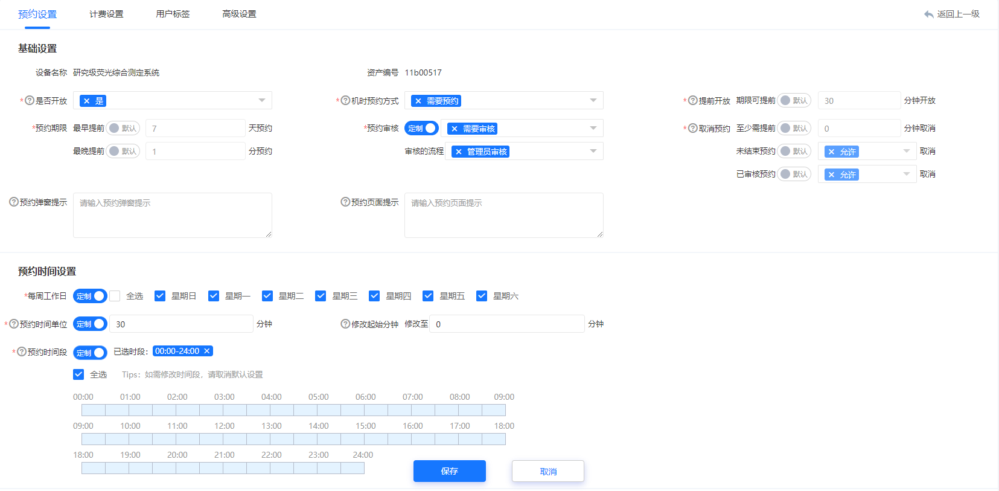 预约设置 计费设置 用户标签 高级设置 返回上一级
基础设置
设备名称 研究级荧光综合测定系统 资产编号 11b00517
*?是否开放 × 是 *?机时预约方式 × 需要预约 *?提前开放 期限可提前 默认 30 分钟开放
*预约期限 最早提前 默认 7 天预约 *预约审核 定制 × 需要审核 *?取消预约 至少需提前 默认 0 分钟取消
最晚提前 默认 1 分预约 审核的流程 × 管理员审核 未结束预约 默认 × 允许 取消
已审核预约 默认 × 允许 取消
?预约弹窗提示 请输入预约弹窗提示 ?预约页面提示 请输入预约页面提示
预约时间设置
*每周工作日 定制 全选 星期日 星期一 星期二 星期三 星期四 星期五 星期六
*?预约时间单位 定制 30 分钟 ?修改起始分钟 修改至 0 分钟
*?预约时间段 定制 已选时段: 00:00-24:00 ×
全选 Tips: 如需修改时间段, 请取消默认设置
00:00 01:00 02:00 03:00 04:00 05:00 06:00 07:00 08:00 09:00
09:00 10:00 11:00 12:00 13:00 14:00 15:00 16:00 17:00 18:00
18:00 19:00 20:00 21:00 22:00 23:00 24:00
保存 取消